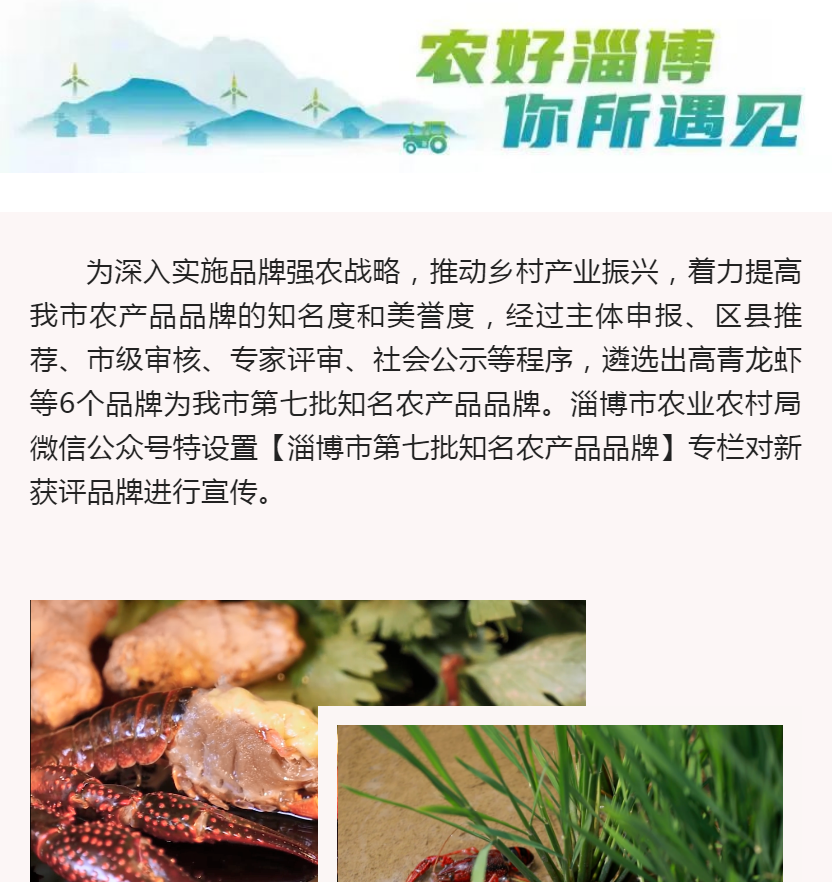 农好淄博
你所遇见
为深入实施品牌强农战略，推动乡村产业振兴，着力提高
我市农产品品牌的知名度和美誉度，经过主体申报、区县推
荐、市级审核、专家评审、社会公示等程序，遴选出高青龙虾
等6个品牌为我市第七批知名农产品品牌。淄博市农业农村局
微信公众号特设置【淄博市第七批知名农产品品牌】专栏对新
获评品牌进行宣传。